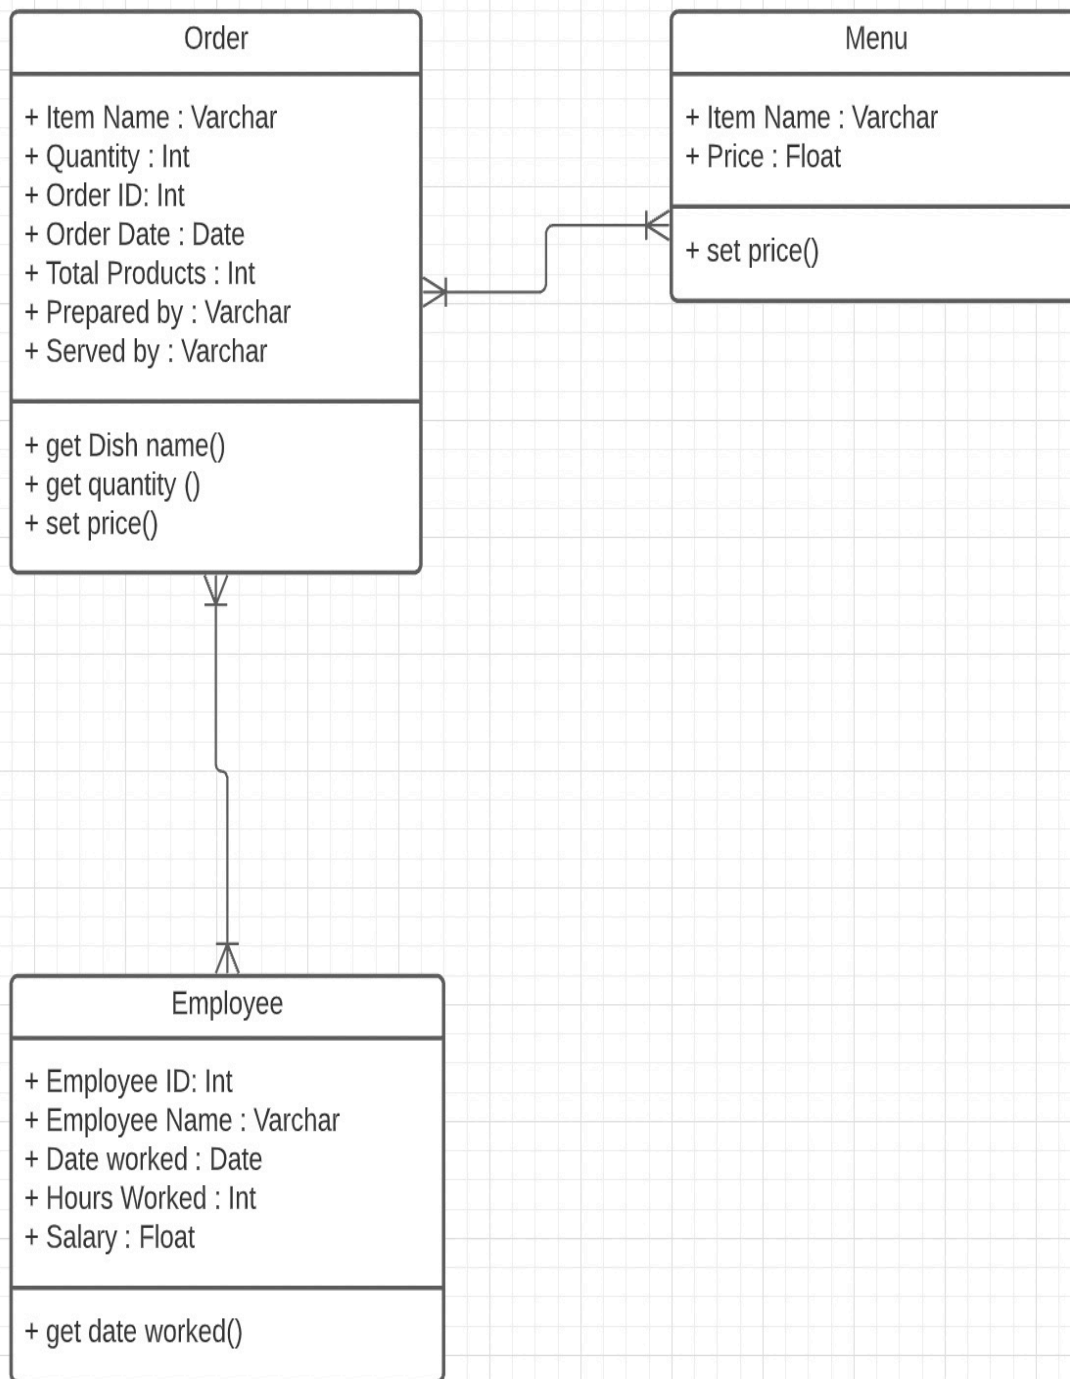 Order
+ Item Name : Varchar
+ Quantity : Int
+ Order ID: Int
+ Order Date : Date
+ Total Products : Int
+ Prepared by : Varchar
+ Served by : Varchar
+ get Dish name()
+ get quantity ()
+ set price()
Menu
+ Item Name : Varchar
+ Price : Float
+ set price()
Employee
+ Employee ID: Int
+ Employee Name : Varchar
+ Date worked : Date
+ Hours Worked : Int
+ Salary : Float
+ get date worked()